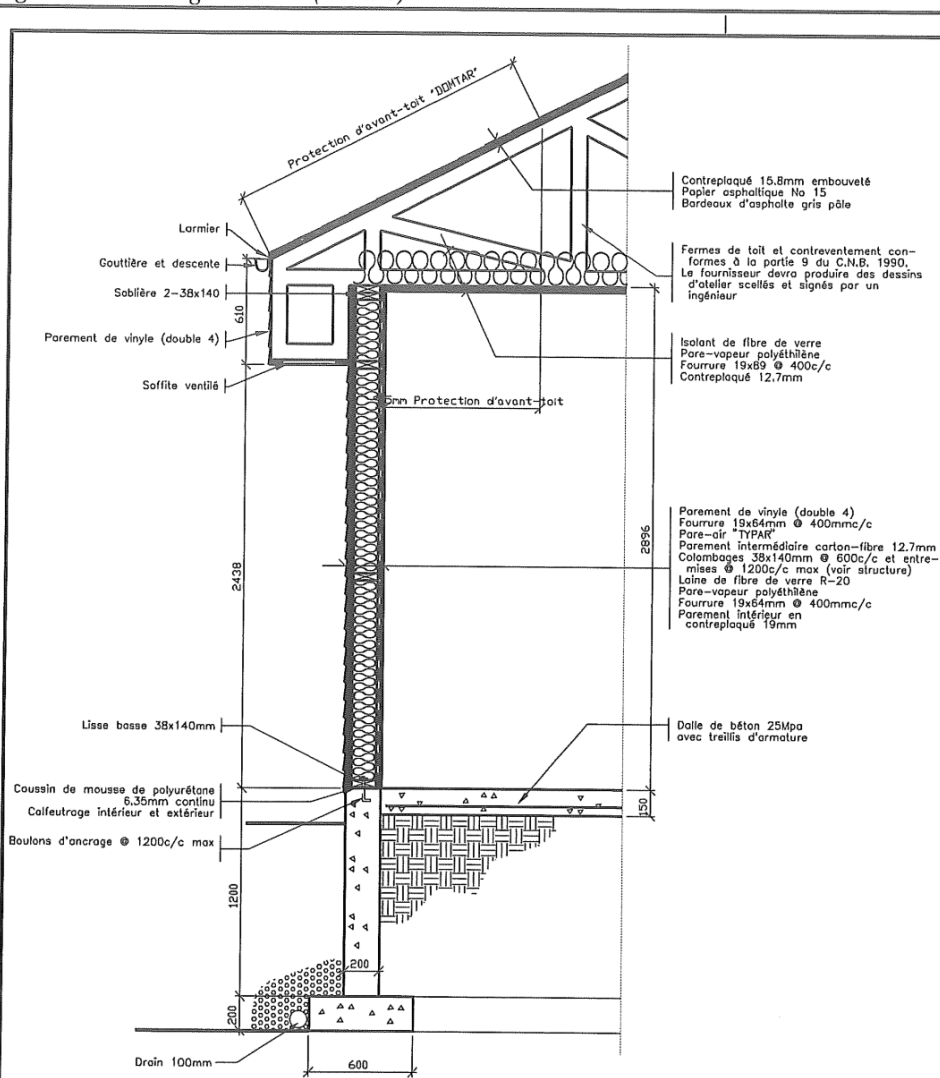 Protection d'avant-toit "DOMTAR"
Contreplaqué 15.8mm embouveté
Papier asphaltique No 15
Bardeaux d'asphalte gris pâle
Larmier
Gouttière et descente
Fermes de toit et contreventement con-
formes à la partie 9 du C.N.B. 1990.
Le fournisseur devra produire des dessins
d'atelier scellés et signés par un
ingénieur
Sablière 2-38x140
610
Parement de vinyle (double 4)
Soffite ventilé
Isolant de fibre de verre
Pare-vapeur polyéthilène
Fourrure 19x89 @ 400c/c
Contreplaqué 12.7mm
mm Protection d'avant-toit
2438
2896
Parement de vinyle (double 4)
Fourrure 19x64mm @ 400mmc/c
Pare-air "TYPAR"
Parement intermédiaire carton-fibre 12.7mm
Colombages 38x140mm @ 600c/c et entre-
mises @ 1200c/c max (voir structure)
Laine de fibre de verre R-20
Pare-vapeur polyéthilène
Fourrure 19x64mm @ 400mmc/c
Parement intérieur en
contreplaqué 19mm
Lisse basse 38x140mm
Dalle de béton 25Mpa
avec treillis d'armature
Coussin de mousse de polyurétane
6.35mm continu
Calfeutrage intérieur et extérieur
150
Boulons d'ancrage @ 1200c/c max
1200
200
200
Drain 100mm
600